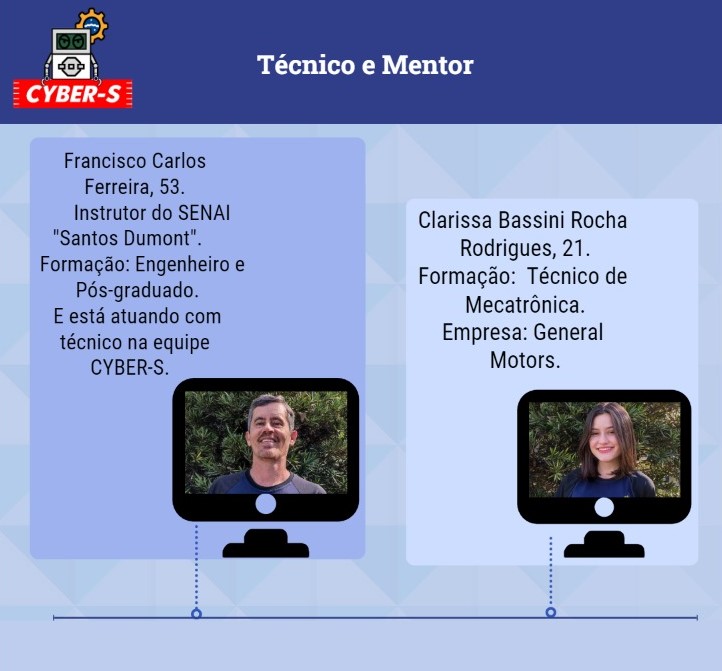 CYBER-S
Técnico e Mentor
Francisco Carlos
Ferreira, 53.
Instrutor do SENAI
"Santos Dumont".
Formação: Engenheiro e
Pós-graduado.
E está atuando com
técnico na equipe
CYBER-S.
Clarissa Bassini Rocha
Rodrigues, 21.
Formação: Técnico de
Mecatrônica.
Empresa: General
Motors.